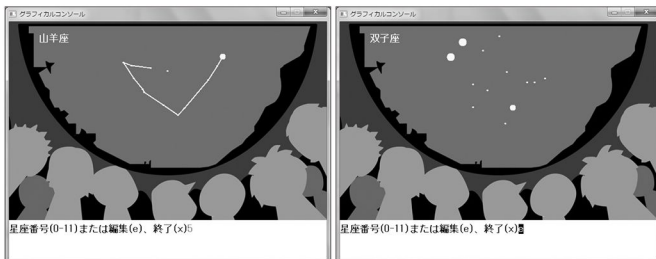 グラフィカルコンソール
山羊座
星座番号(0-11)または編集(e)、終了(x)5
グラフィカルコンソール
双子座
星座番号(0-11)または編集(e)、終了(x)e